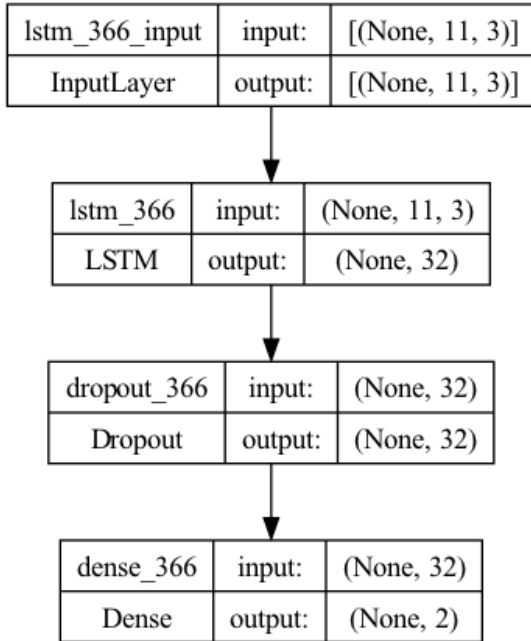 lstm_366_input input: [(None, 11, 3)]
InputLayer output: [(None, 11, 3)]
lstm_366 input: (None, 11, 3)
LSTM output: (None, 32)
dropout_366 input: (None, 32)
Dropout output: (None, 32)
dense_366 input: (None, 32)
Dense output: (None, 2)